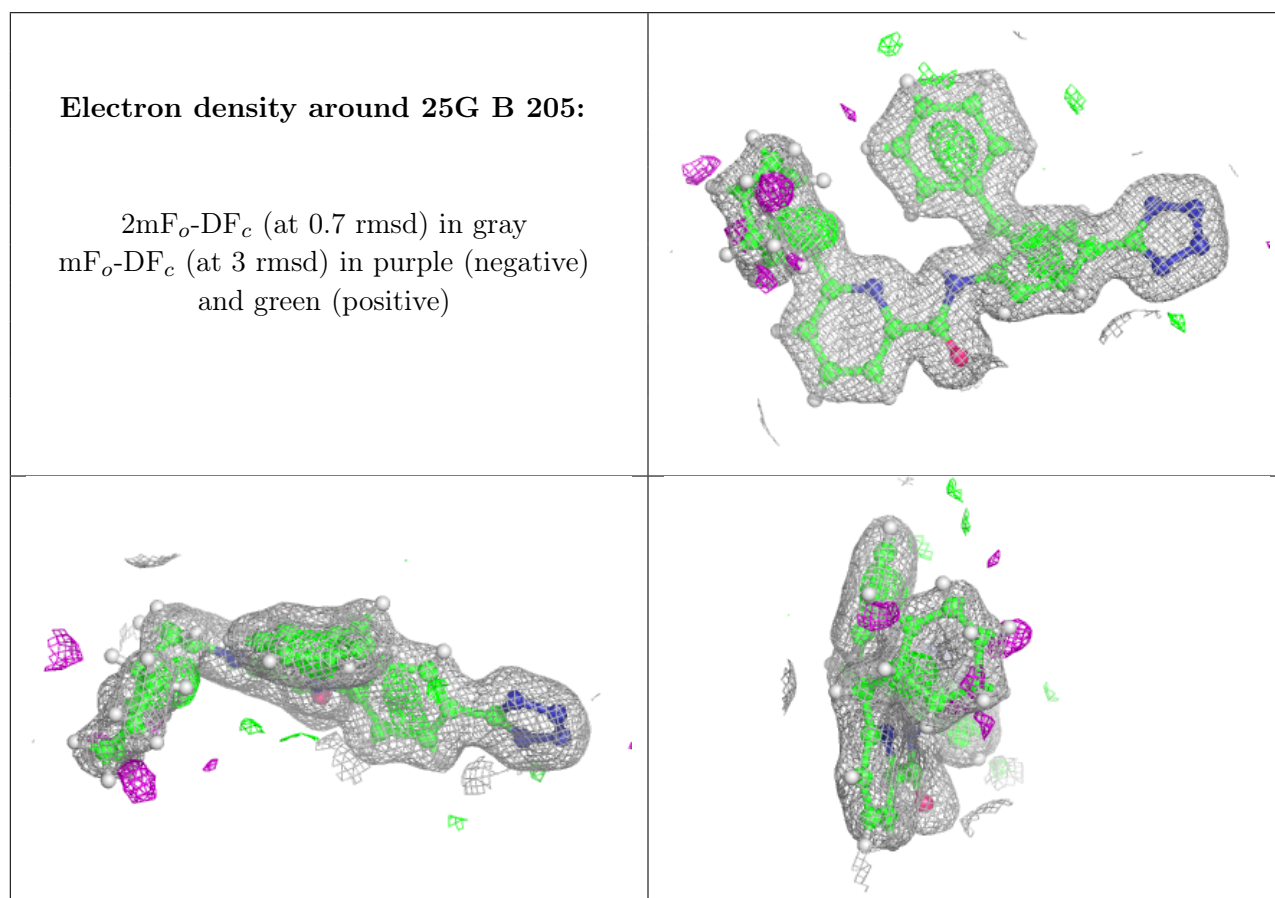 Electron density around 25G B 205:
2mFo-DFc (at 0.7 rmsd) in gray
mFo-DFc (at 3 rmsd) in purple (negative)
and green (positive)